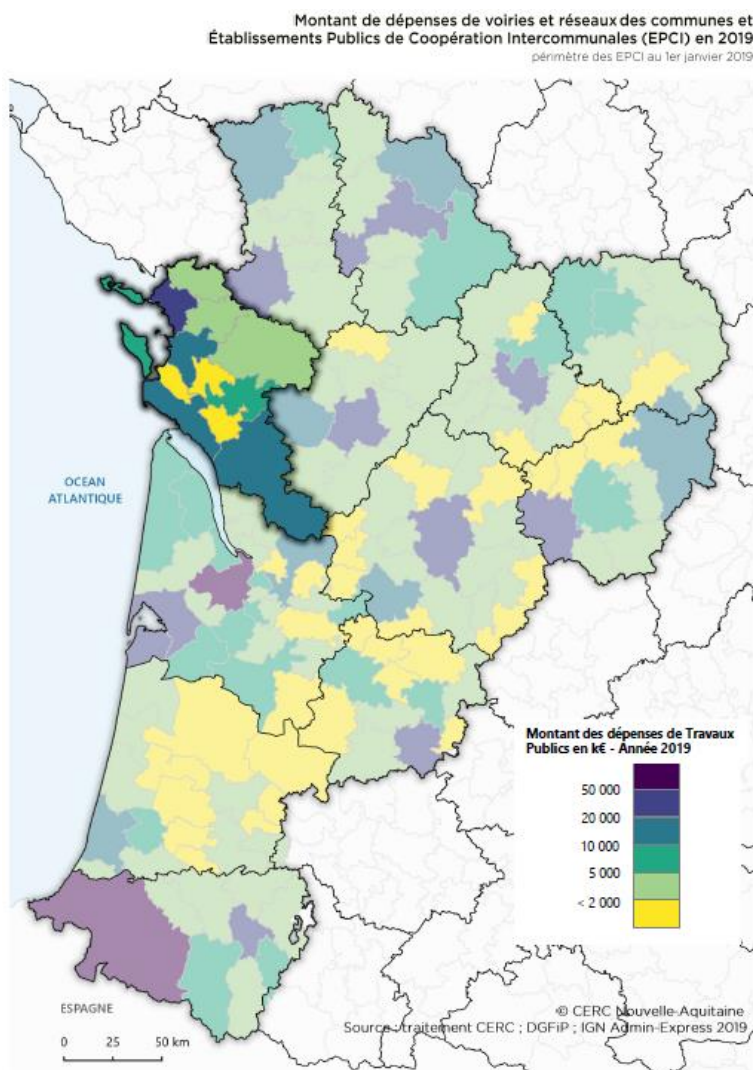 Montant de dépenses de voiries et réseaux des communes et
Établissements Publics de Coopération Intercommunales (EPCI) en 2019
périmètre des EPCI au 1er janvier 2019
OCEAN
ATLANTIQUE
Montant des dépenses de Travaux
Publics en k€ - Année 2019
50 000
20 000
10 000
5 000
< 2 000
ESPAGNE
0 25 50 km
© CERC Nouvelle-Aquitaine
Source : traitement CERC ; DGFiP ; IGN Admin-Express 2019